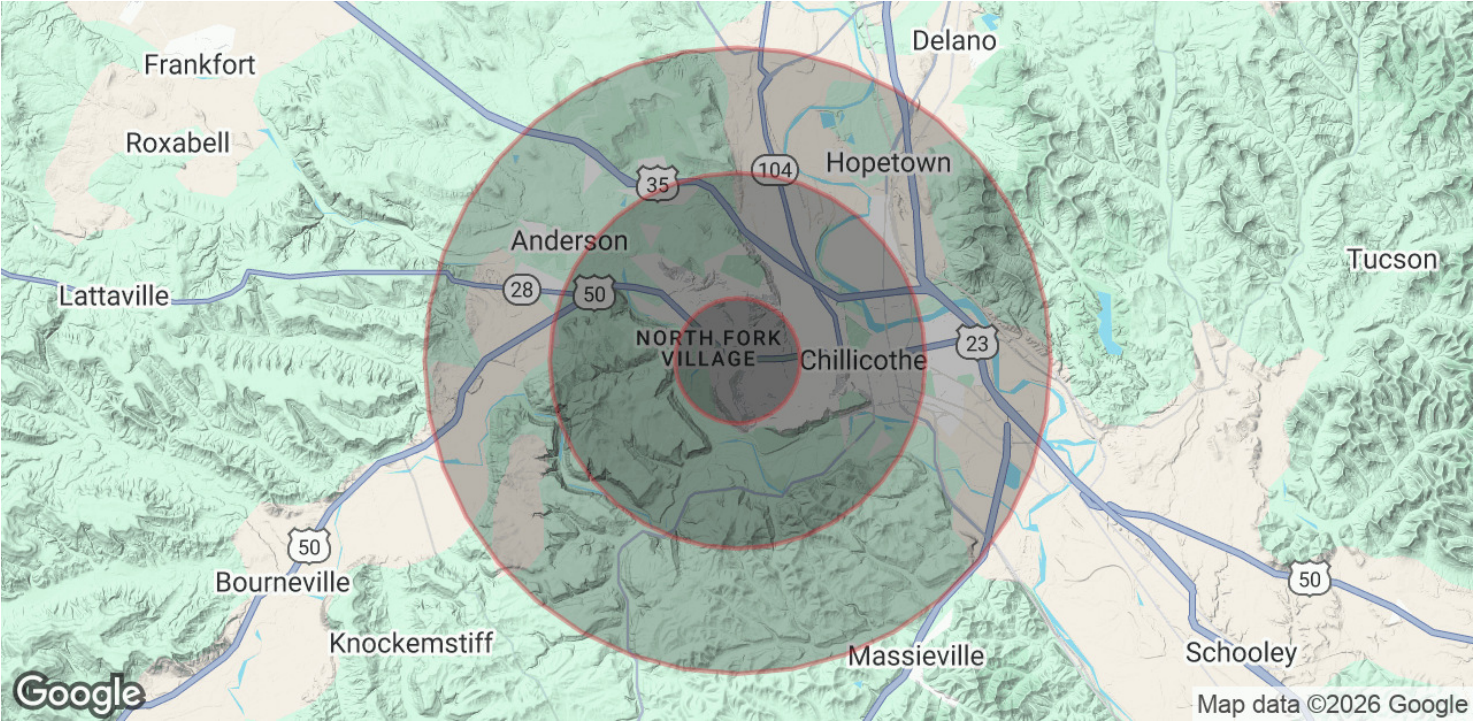 Delano
Frankfort
Roxabell
Hopetown
104
35
Anderson
Tucson
28
50
Lattaville
NORTH FORK
VILLAGE
Chillicothe
23
50
Bourneville
50
Knockemstiff
Massieville
Schooley
Google
Map data ©2026 Google